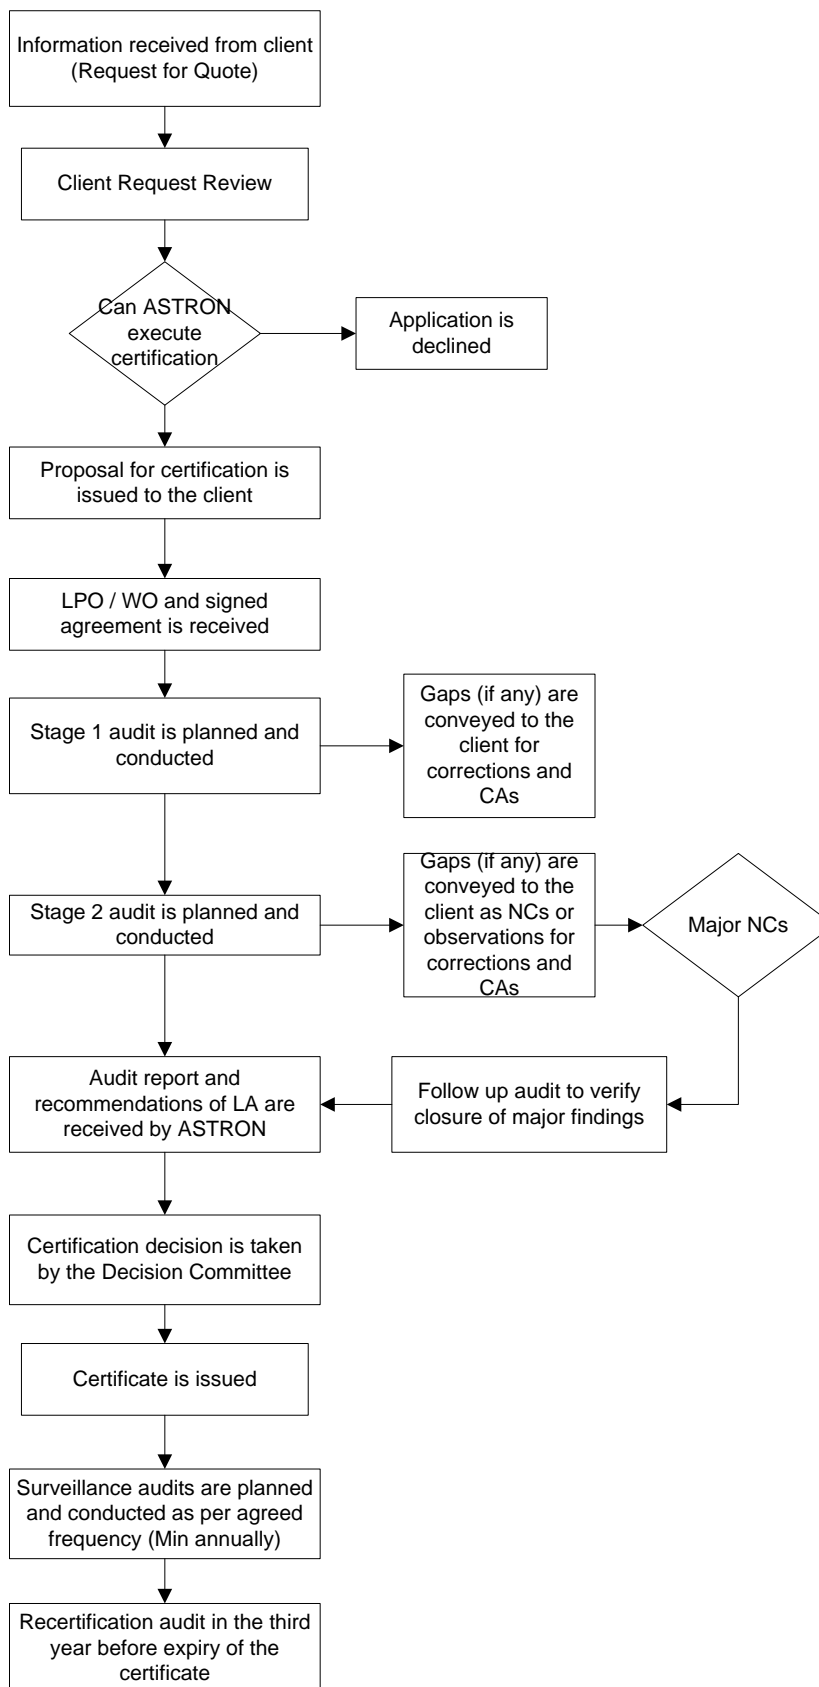 Information received from client
(Request for Quote)
Client Request Review
Can ASTRON
execute
certification
Application is
declined
Proposal for certification is
issued to the client
LPO / WO and signed
agreement is received
Stage 1 audit is planned and
conducted
Gaps (if any) are
conveyed to the
client for
corrections and
CAs
Stage 2 audit is planned and
conducted
Gaps (if any) are
conveyed to the
client as NCs or
observations for
corrections and
CAs
Major NCs
Audit report and
recommendations of LA are
received by ASTRON
Follow up audit to verify
closure of major findings
Certification decision is taken
by the Decision Committee
Certificate is issued
Surveillance audits are planned
and conducted as per agreed
frequency (Min annually)
Recertification audit in the third
year before expiry of the
certificate